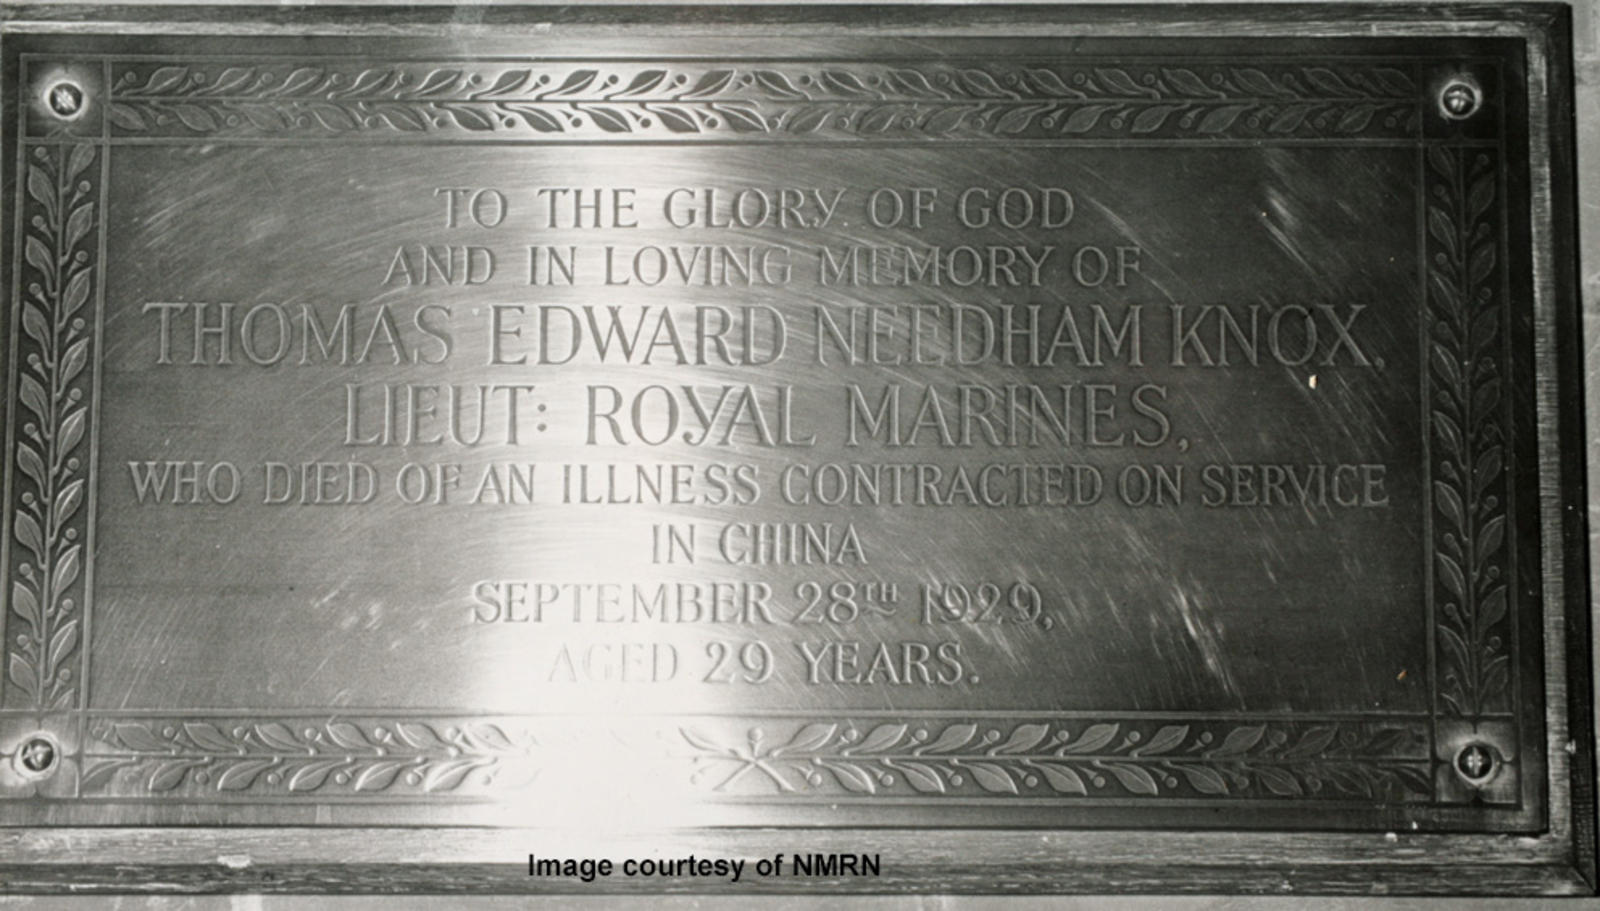 TO THE GLORY OF GOD
AND IN LOVING MEMORY OF
THOMAS EDWARD NEEDHAM KNOX,
LIEUT: ROYAL MARINES,
WHO DIED OF AN ILLNESS CONTRACTED ON SERVICE
IN CHINA
SEPTEMBER 28TH 1929,
AGED 29 YEARS.
Image courtesy of NMRN